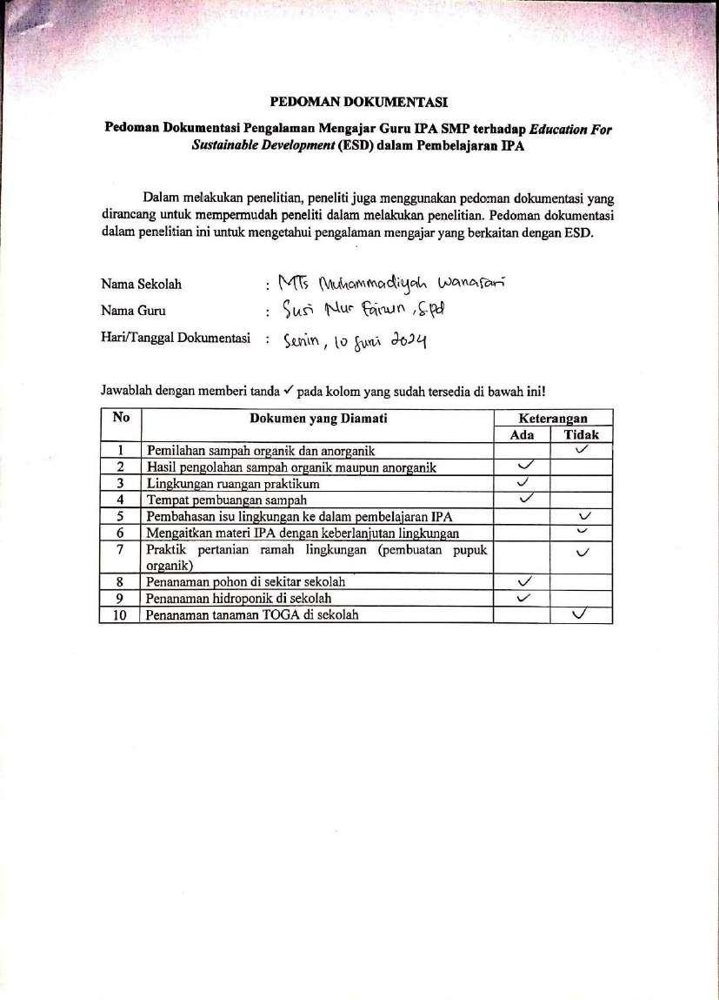 PEDOMAN DOKUMENTASI
Pedoman Dokumentasi Pengalaman Mengajar Guru IPA SMP terhadap Education For
Sustainable Development (ESD) dalam Pembelajaran IPA
Dalam melakukan penelitian, peneliti juga menggunakan pedoman dokumentasi yang
dirancang untuk mempermudah peneliti dalam melakukan penelitian. Pedoman dokumentasi
dalam penelitian ini untuk mengetahui pengalaman mengajar yang berkaitan dengan ESD.
Nama Sekolah : MTs Muhammadiyah Wanasari
Nama Guru : Susi Nur , S.Pd
Hari/Tanggal Dokumentasi : Senin, 10 Juni 2024
Jawablah dengan memberi tanda ✓ pada kolom yang sudah tersedia di bawah ini!
No Dokumen yang Diamati Keterangan
Ada Tidak
1 Pemilahan sampah organik dan anorganik ✓
2 Hasil pengolahan sampah organik maupun anorganik ✓
3 Lingkungan ruangan praktikum ✓
4 Tempat pembuangan sampah ✓
5 Pembahasan isu lingkungan ke dalam pembelajaran IPA ✓
6 Mengaitkan materi IPA dengan keberlanjutan lingkungan ✓
7 Praktik pertanian ramah lingkungan (pembuatan pupuk
organik) ✓
8 Penanaman pohon di sekitar sekolah ✓
9 Penanaman hidroponik di sekolah ✓
10 Penanaman tanaman TOGA di sekolah ✓